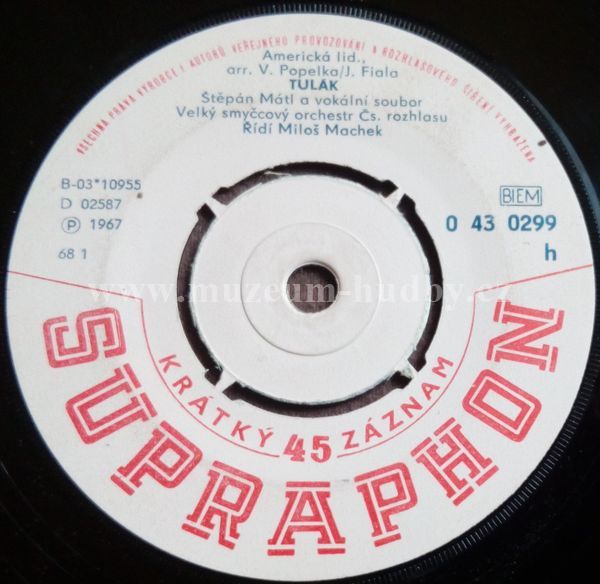 VŠECHNA PRÁVA VÝROBCE I AUTORŮ VEŘEJNÉHO PROVOZOVÁNÍ A ROZHLASOVÉHO ŠÍŘENÍ VYHRAZENA
Americká lid.,
arr. V. Popelka/J. Fiala
TULÁK
Štěpán Mátl a vokální soubor
Velký smyčcový orchestr Čs. rozhlasu
Řídí Miloš Machek
B-03*10955
D 02587
Ⓟ 1967
68 1
BIEM
0 43 0299
h
www.muzeum-hudby.cz
KRÁTKÝ 45 ZÁZNAM
SUPRAPHON